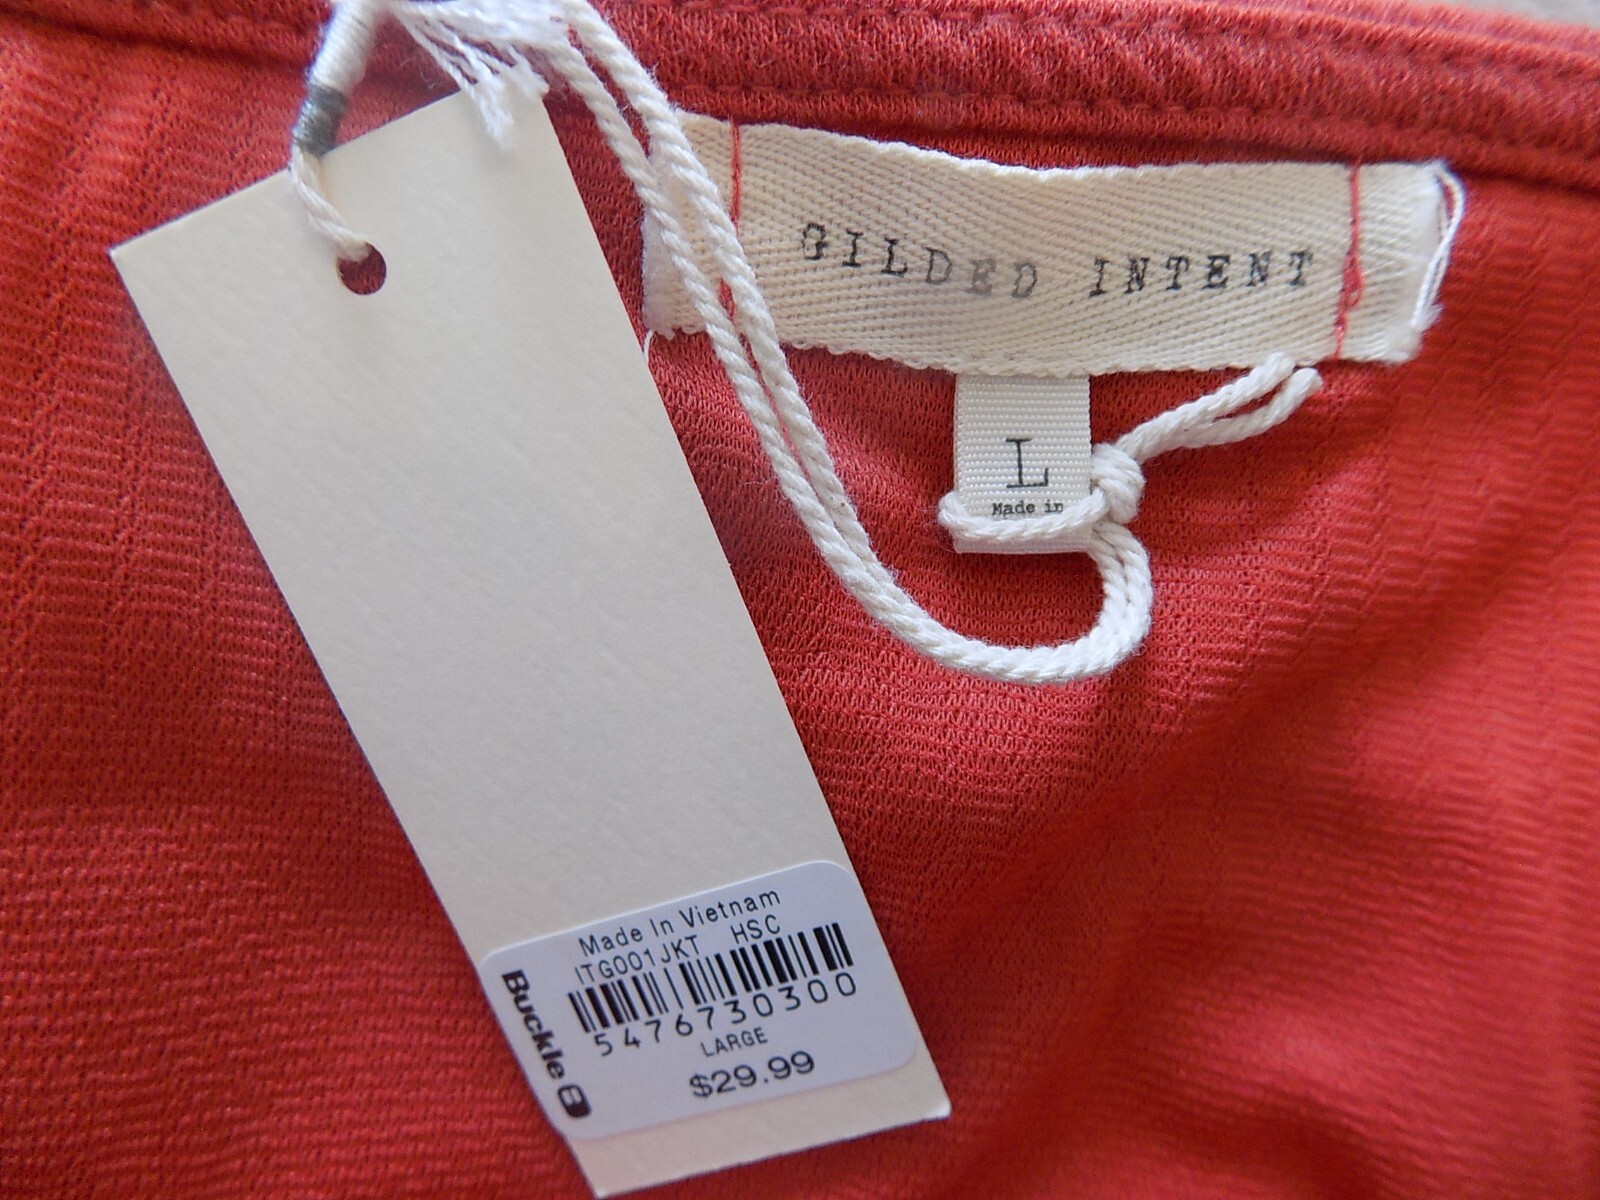 GILDED INTENT
L
Made in
Made In Vietnam
ITG001JKT HSC
5476730300
LARGE
$29.99
Buckle B